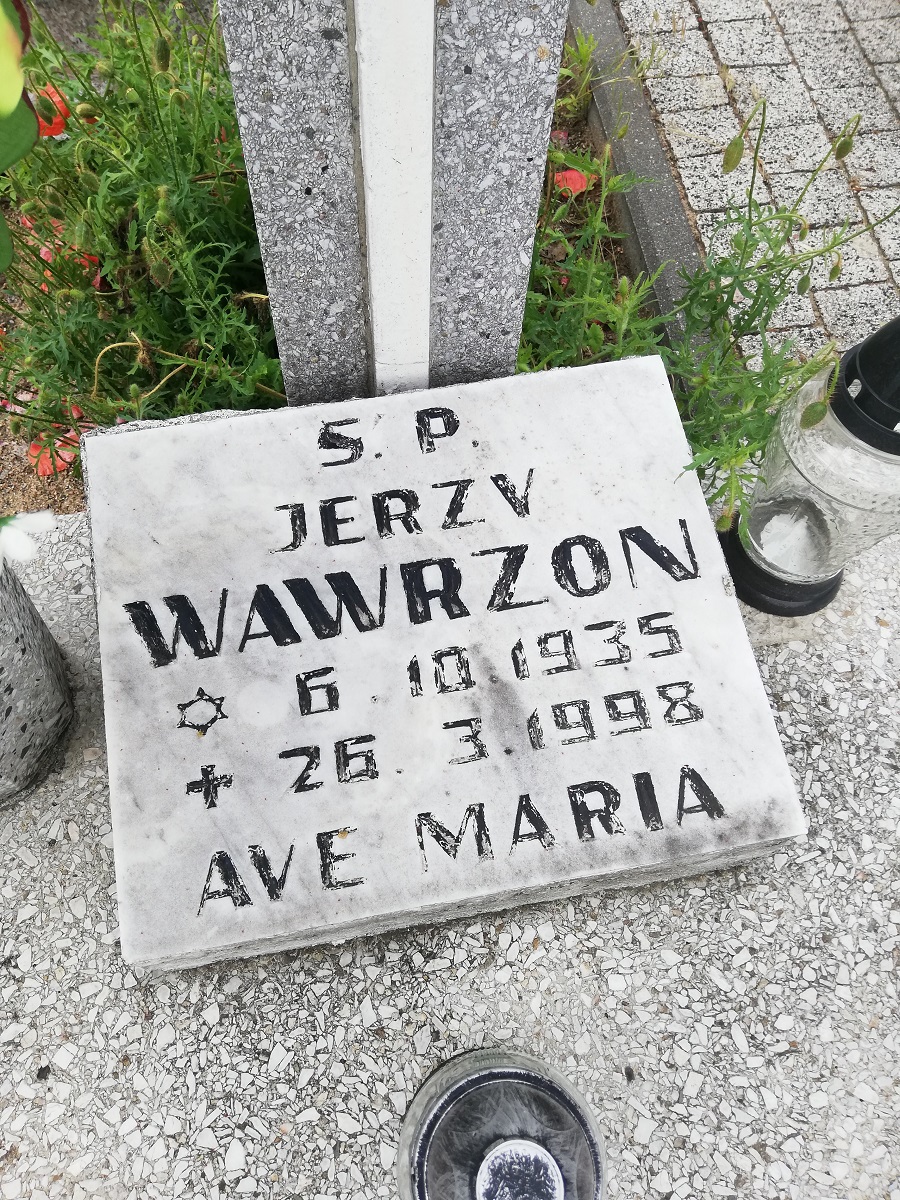 S. P.
JERZY
WAWRZON
✡ 6. 10 1935
✝ 26. 3 1998
AVE MARIA